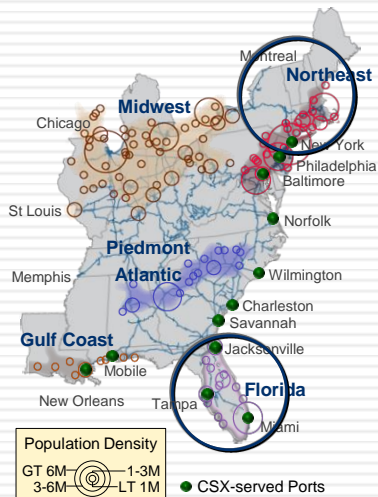 Montreal
Northeast
Midwest
Chicago
New York
Philadelphia
Baltimore
St Louis
Norfolk
Piedmont
Atlantic
Memphis
Wilmington
Charleston
Savannah
Gulf Coast
Jacksonville
Mobile
Florida
New Orleans
Tampa
Miami
Population Density
GT 6M 1-3M
3-6M LT 1M
CSX-served Ports